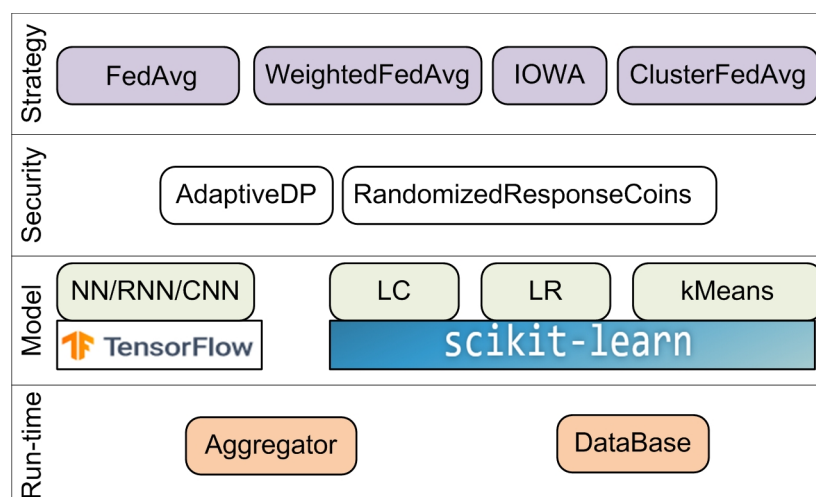 Strategy
FedAvg
WeightedFedAvg
IOWA
ClusterFedAvg
Security
AdaptiveDP
RandomizedResponseCoins
Model
NN/RNN/CNN
LC
LR
kMeans
TensorFlow
scikit-learn
Run-time
Aggregator
DataBase